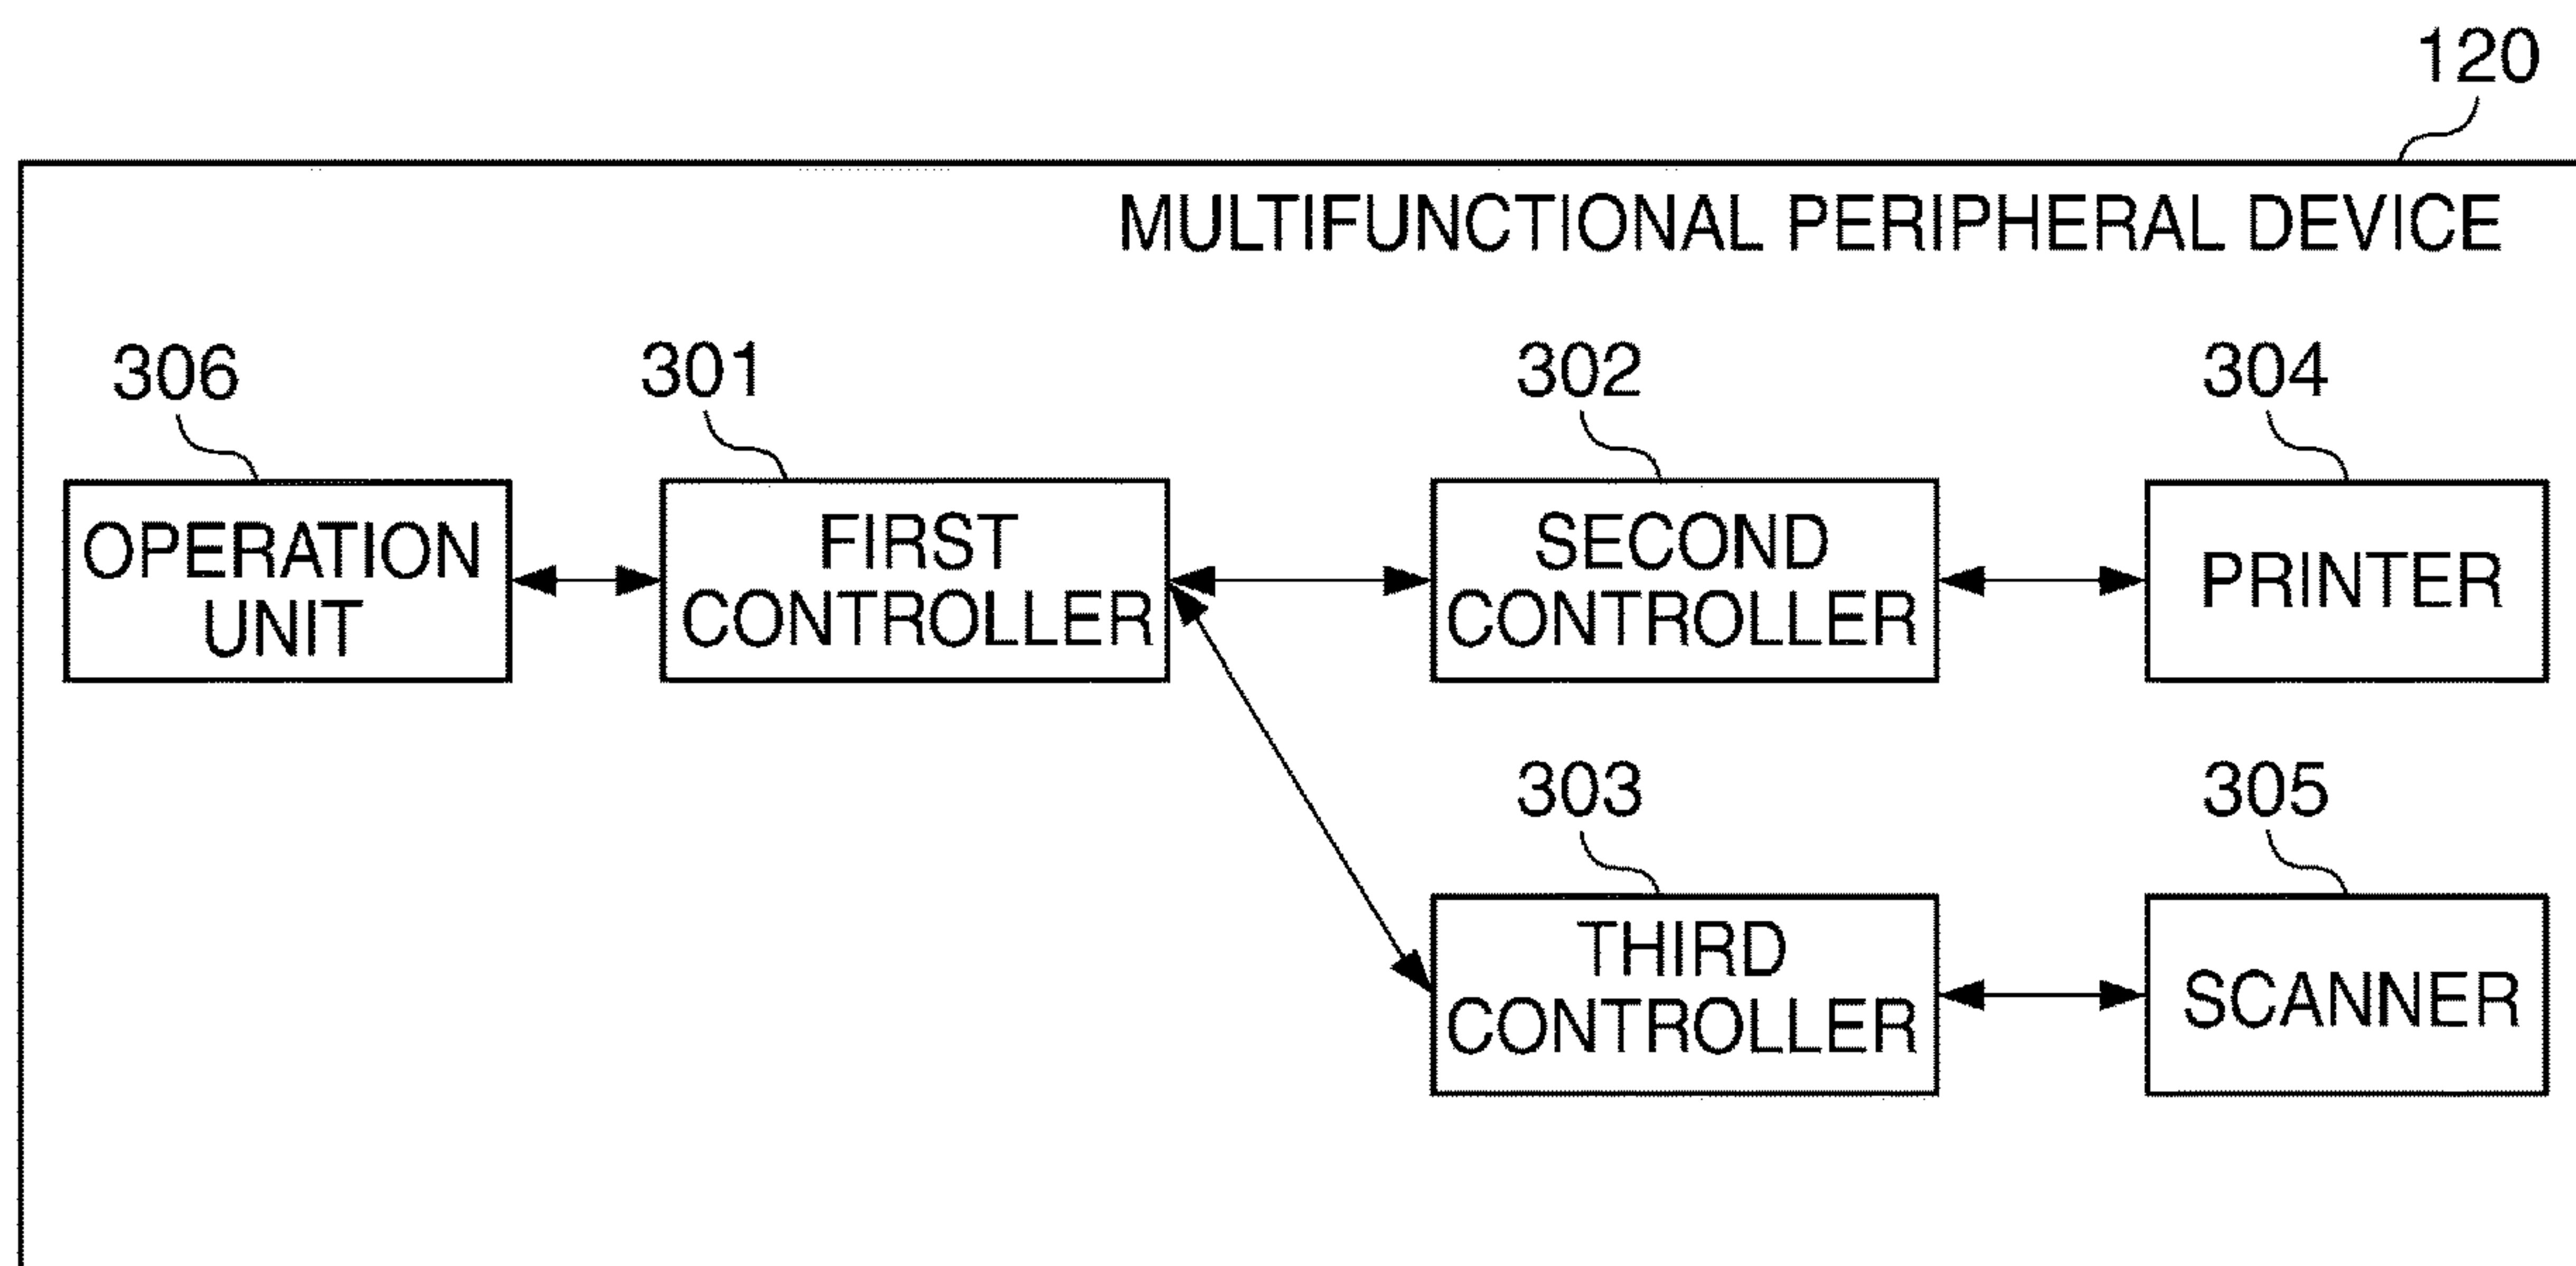 120
MULTIFUNCTIONAL PERIPHERAL DEVICE
306
301
302
304
OPERATION
UNIT
FIRST
CONTROLLER
SECOND
CONTROLLER
PRINTER
303
305
THIRD
CONTROLLER
SCANNER